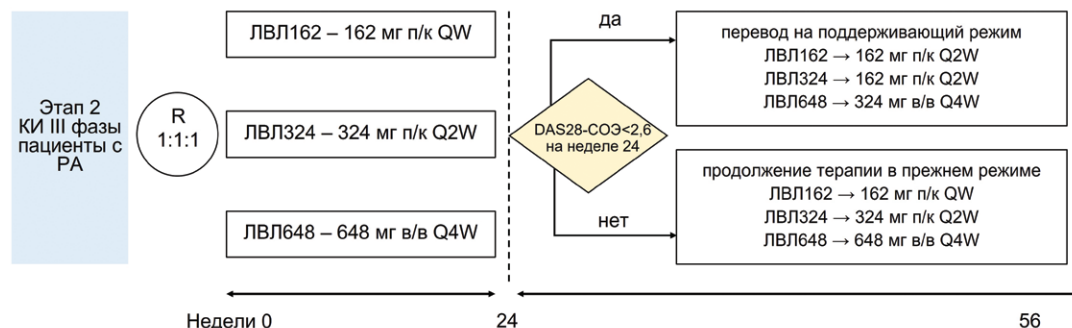 Этап 2
КИ III фазы
пациенты с
РА
R
1:1:1
ЛВЛ162 – 162 мг п/к QW
ЛВЛ324 – 324 мг п/к Q2W
ЛВЛ648 – 648 мг в/в Q4W
DAS28-СОЭ<2,6
на неделе 24
да
перевод на поддерживающий режим
ЛВЛ162 → 162 мг п/к Q2W
ЛВЛ324 → 162 мг п/к Q2W
ЛВЛ648 → 324 мг в/в Q4W
нет
продолжение терапии в прежнем режиме
ЛВЛ162 → 162 мг п/к QW
ЛВЛ324 → 324 мг п/к Q2W
ЛВЛ648 → 648 мг в/в Q4W
Недели 0 24 56